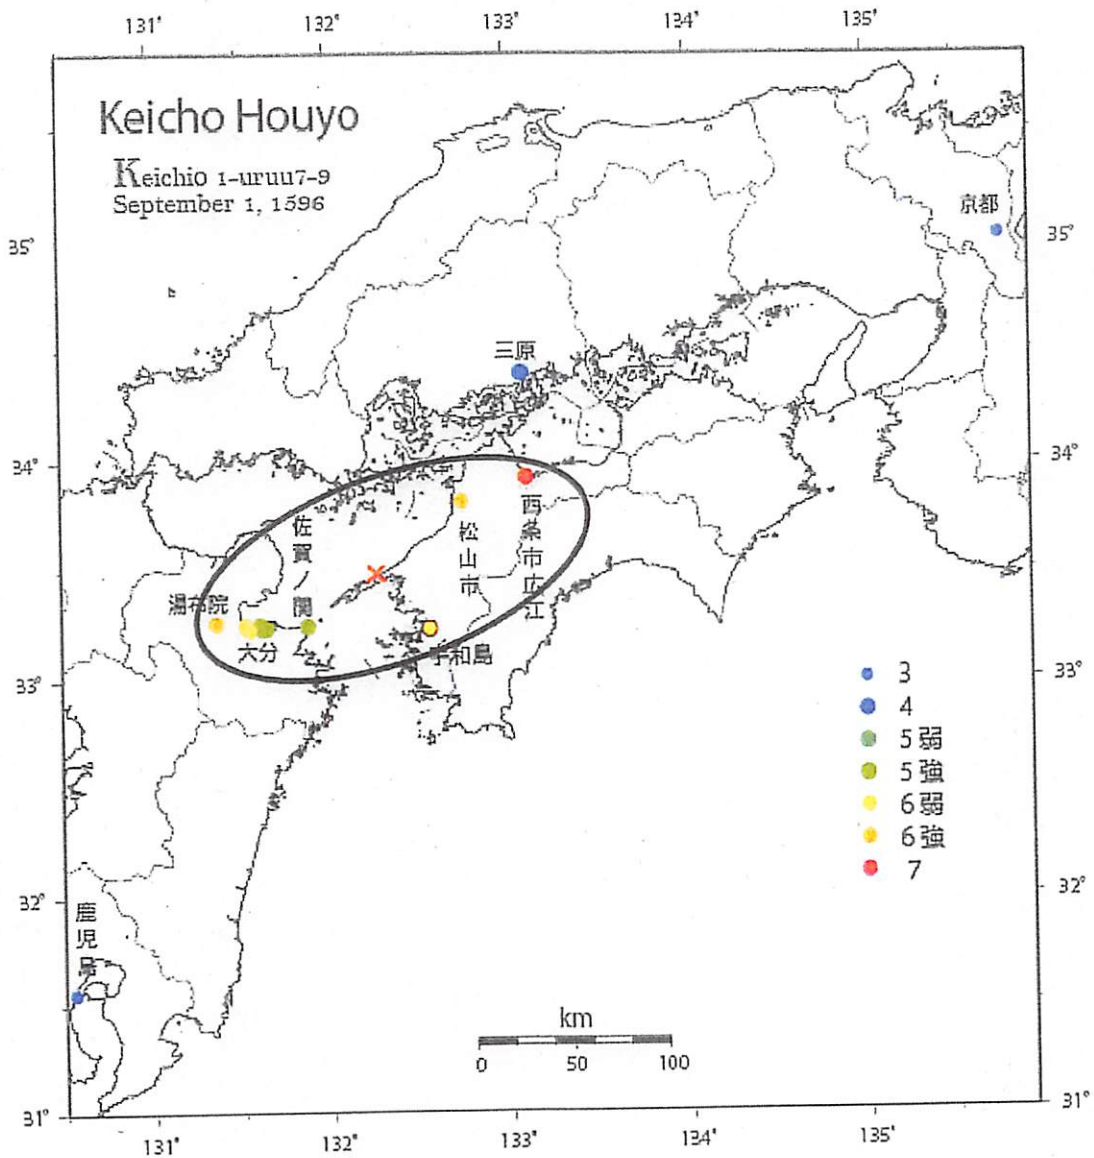 131° 132° 133° 134° 135°
Keicho Houyo
Keichio 1-uruu7-9
September 1, 1596
京都
35° 35°
三原
34° 34°
佐賀ノ関
松山市
西条市広江
湯布院
大分
宇和島
33° 33°
3
4
5弱
5強
6弱
6強
7
32° 32°
鹿児島
km
0 50 100
31° 31°
131° 132° 133° 134° 135°